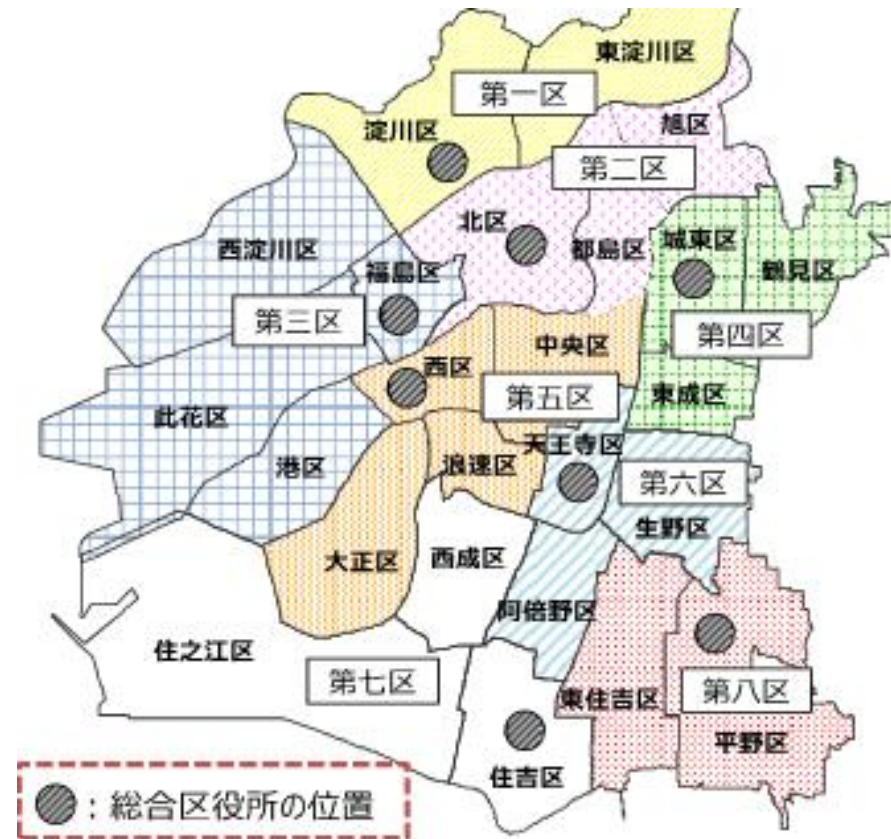 東淀川区
第一区
淀川区
旭区
第二区
北区
都島区
城東区
鶴見区
西淀川区
福島区
第三区
第四区
中央区
西区
第五区
東成区
此花区
天王寺区
港区
浪速区
第六区
生野区
大正区
西成区
阿倍野区
住之江区
第七区
東住吉区
第八区
平野区
住吉区
：総合区役所の位置